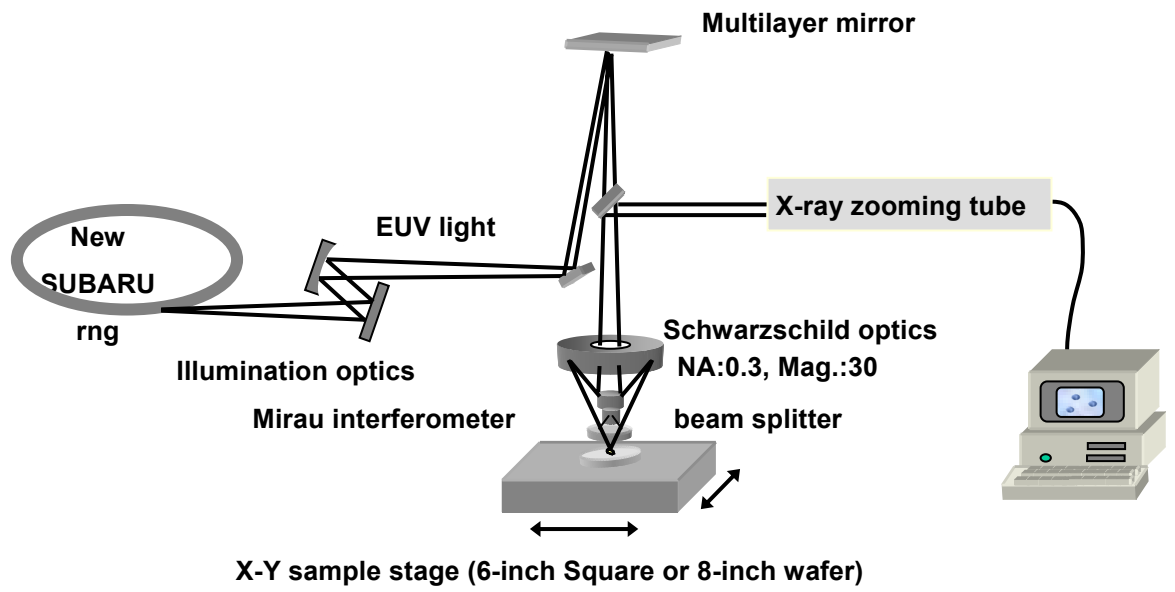 Multilayer mirror
X-ray zooming tube
EUV light
New
SUBARU
rng
Schwarzschild optics
NA:0.3, Mag.:30
Illumination optics
Mirau interferometer
beam splitter
X-Y sample stage (6-inch Square or 8-inch wafer)